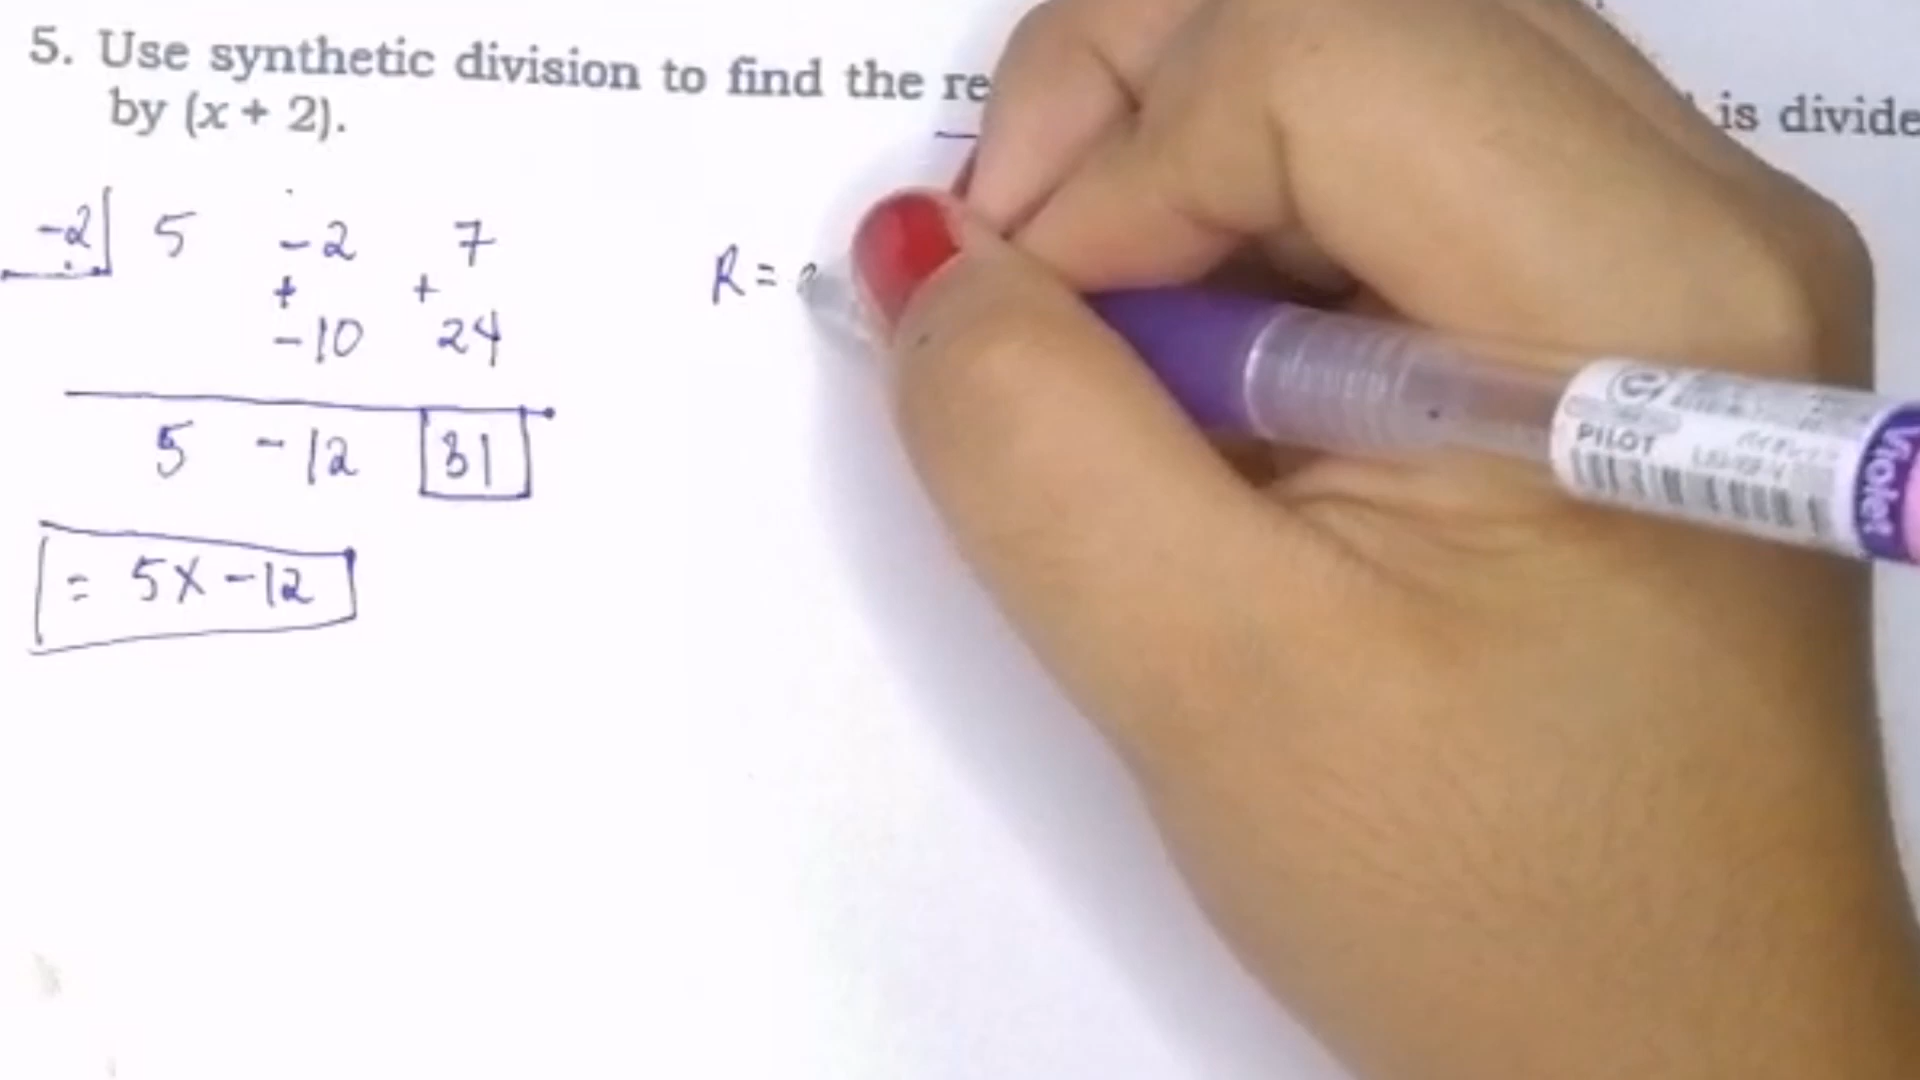 5. Use synthetic division to find the re is divide
by (x + 2).
-2 5 -2 7
+ +
-10 24
R =
5 -12 31
= 5x-12
PILOT
Violet